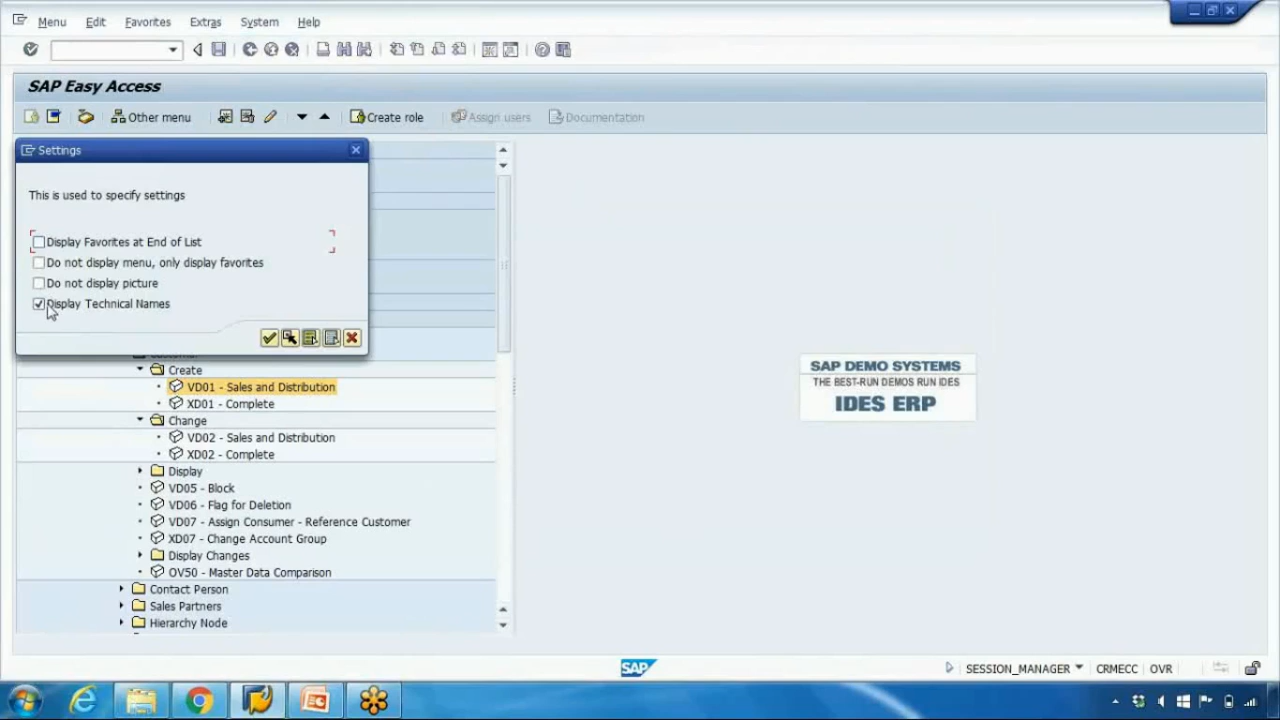 Menu Edit Favorites Extras System Help
SAP Easy Access
Other menu Create role Assign users Documentation
Settings
This is used to specify settings
Display Favorites at End of List
Do not display menu, only display favorites
Do not display picture
Display Technical Names
Create
VD01 - Sales and Distribution
XD01 - Complete
Change
VD02 - Sales and Distribution
XD02 - Complete
Display
VD05 - Block
VD06 - Flag for Deletion
VD07 - Assign Consumer - Reference Customer
XD07 - Change Account Group
Display Changes
OV50 - Master Data Comparison
Contact Person
Sales Partners
Hierarchy Node
SAP DEMO SYSTEMS
THE BEST-RUN DEMOS RUN IDES
IDES ERP
SAP
SESSION_MANAGER CRMECC OVR